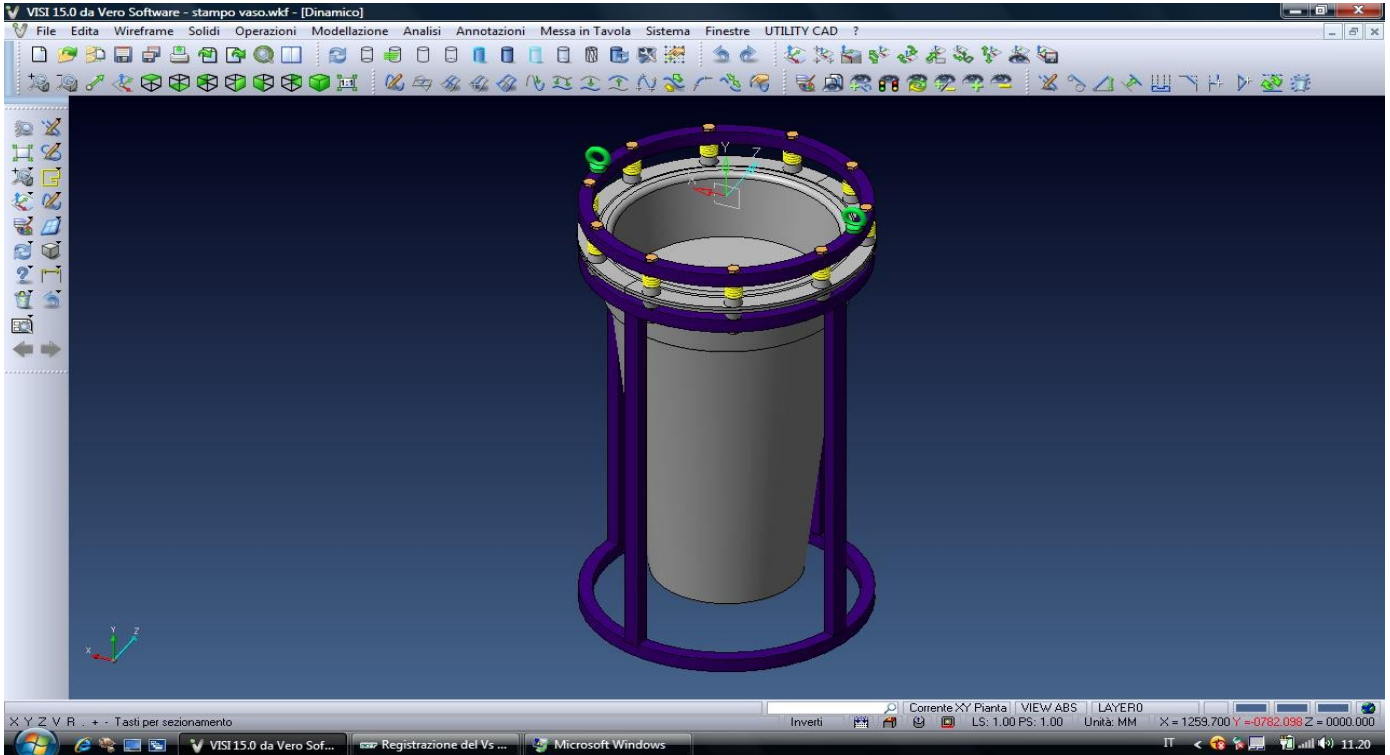 VISI 15.0 da Vero Software - stampo vaso.wkf - [Dinamico]
File Edita Wireframe Solidi Operazioni Modellazione Analisi Annotazioni Messa in Tavola Sistema Finestre UTILITY CAD ?
1:1
Y Z
X
Y Z
X
Corrente XY Pianta VIEW ABS LAYER0
X Y Z V R . + - Tasti per sezionamento Inverti LS: 1.00 PS: 1.00 Unità: MM X = 1259.700 Y =-0782.098 Z = 0000.000
VISI 15.0 da Vero Sof... Registrazione del Vs ... Microsoft Windows IT < 11.20